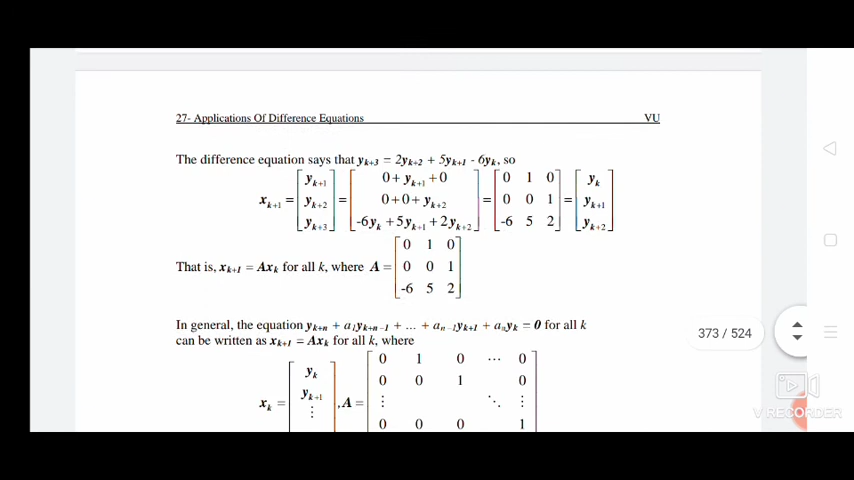 27- Applications Of Difference Equations VU
The difference equation says that yk+3 = 2yk+2 + 5yk+1 - 6yk, so
xk+1 = [yk+1 yk+2 yk+3] = [0+ yk+1 +0 0+0+ yk+2 -6yk +5yk+1 +2yk+2] = [0 1 0 0 0 1 -6 5 2] = [yk yk+1 yk+2]
That is, xk+1 = Axk for all k, where A = [0 1 0 0 0 1 -6 5 2]
In general, the equation yk+n + a1yk+n-1 + ... + an-1yk+1 + anyk = 0 for all k
can be written as xk+1 = Axk for all k, where
xk = [yk yk+1 ⋮ , A = [0 1 0 ⋯ 0 0 0 1 0 ⋮ ⋱ ⋮ 0 0 0 1
373 / 524
V RECORDER